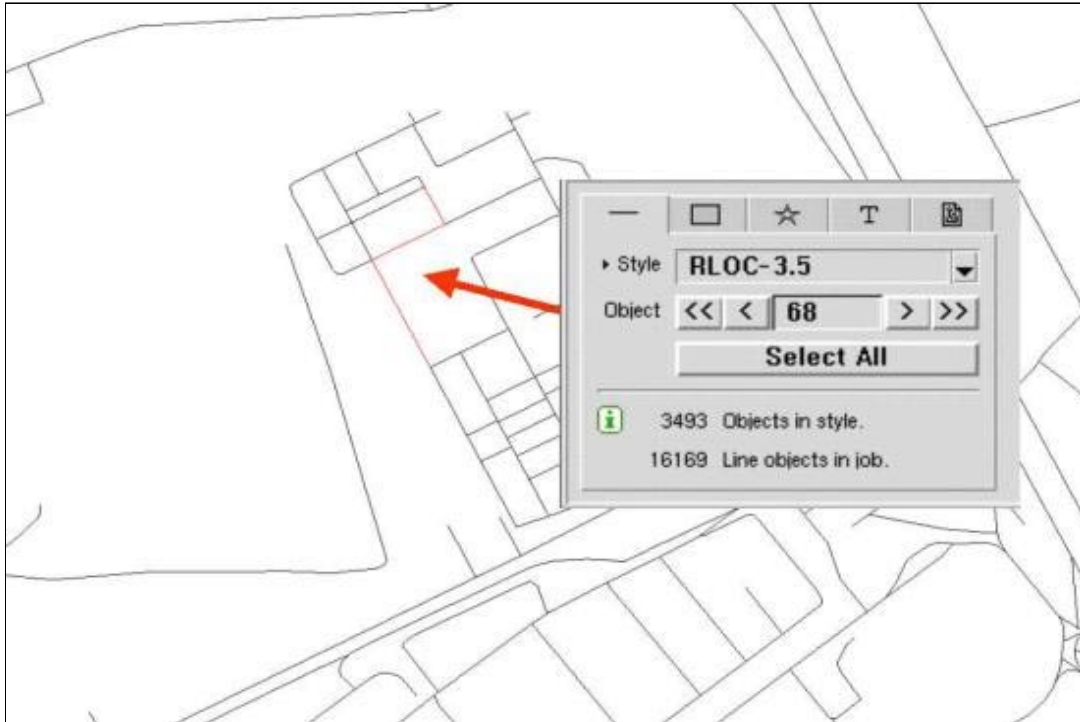 T
Style RLOC-3.5
Object << < 68 > >>
Select All
3493 Objects in style.
16169 Line objects in job.